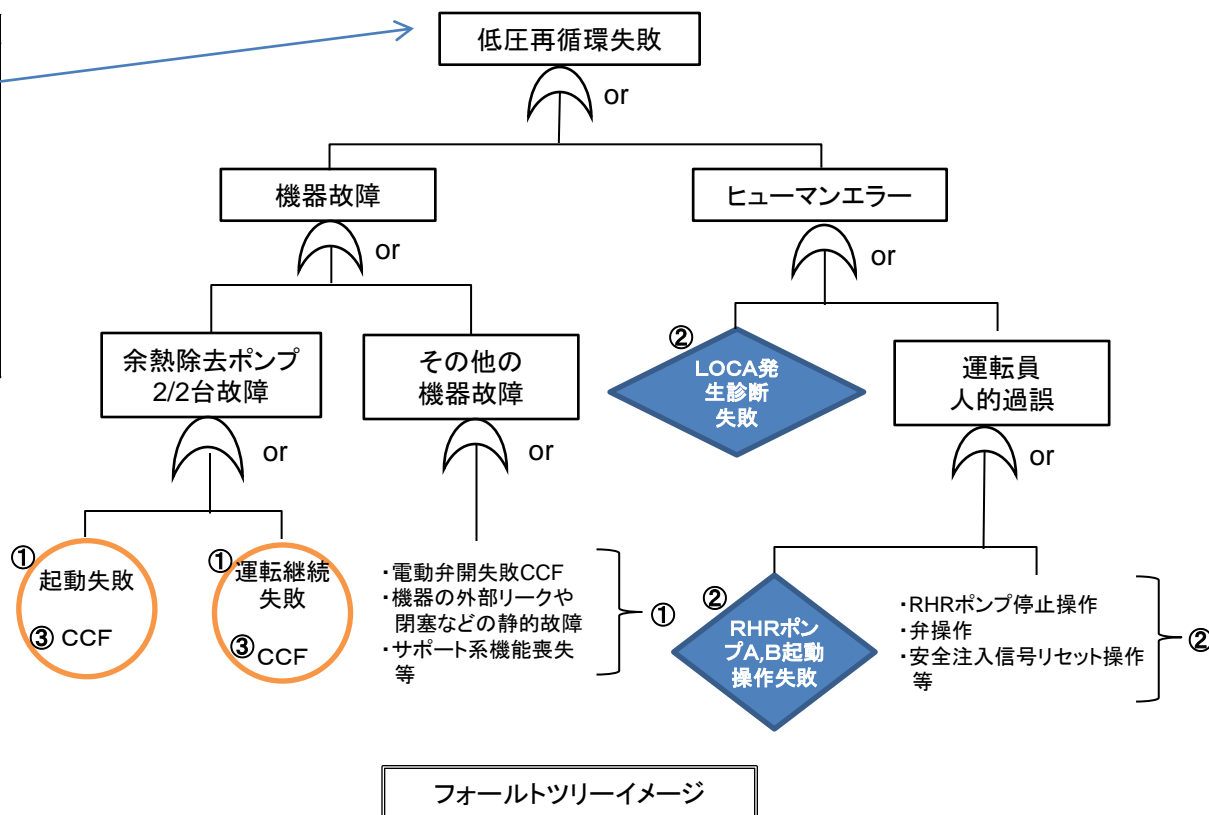 低圧再循環失敗
or
機器故障
ヒューマンエラー
or
or
余熱除去ポンプ
2/2台故障
その他の
機器故障
②
LOCA発
生診断
失敗
運転員
人的過誤
or
or
or
①
起動失敗
③ CCF
①
運転継続
失敗
③ CCF
・電動弁開失敗CCF
・機器の外部リークや
閉塞などの静的故障
・サポート系機能喪失
等
①
②
RHRポン
プA,B起動
操作失敗
・RHRポンプ停止操作
・弁操作
・安全注入信号リセット操作
等
②
フォールトツリーイメージ